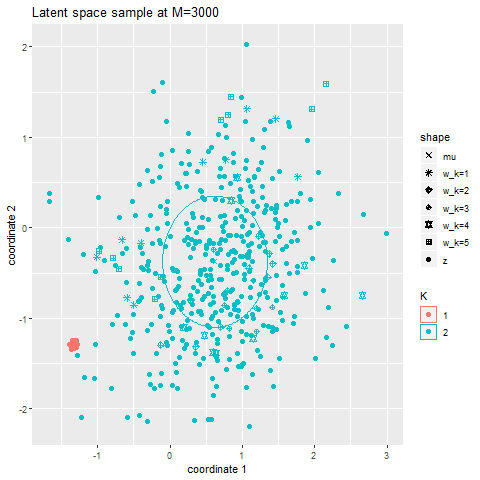 Latent space sample at M=3000
coordinate 2
2
1
0
-1
-2
-1
0
1
2
3
coordinate 1
shape
mu
w_k=1
w_k=2
w_k=3
w_k=4
w_k=5
z
K
1
2